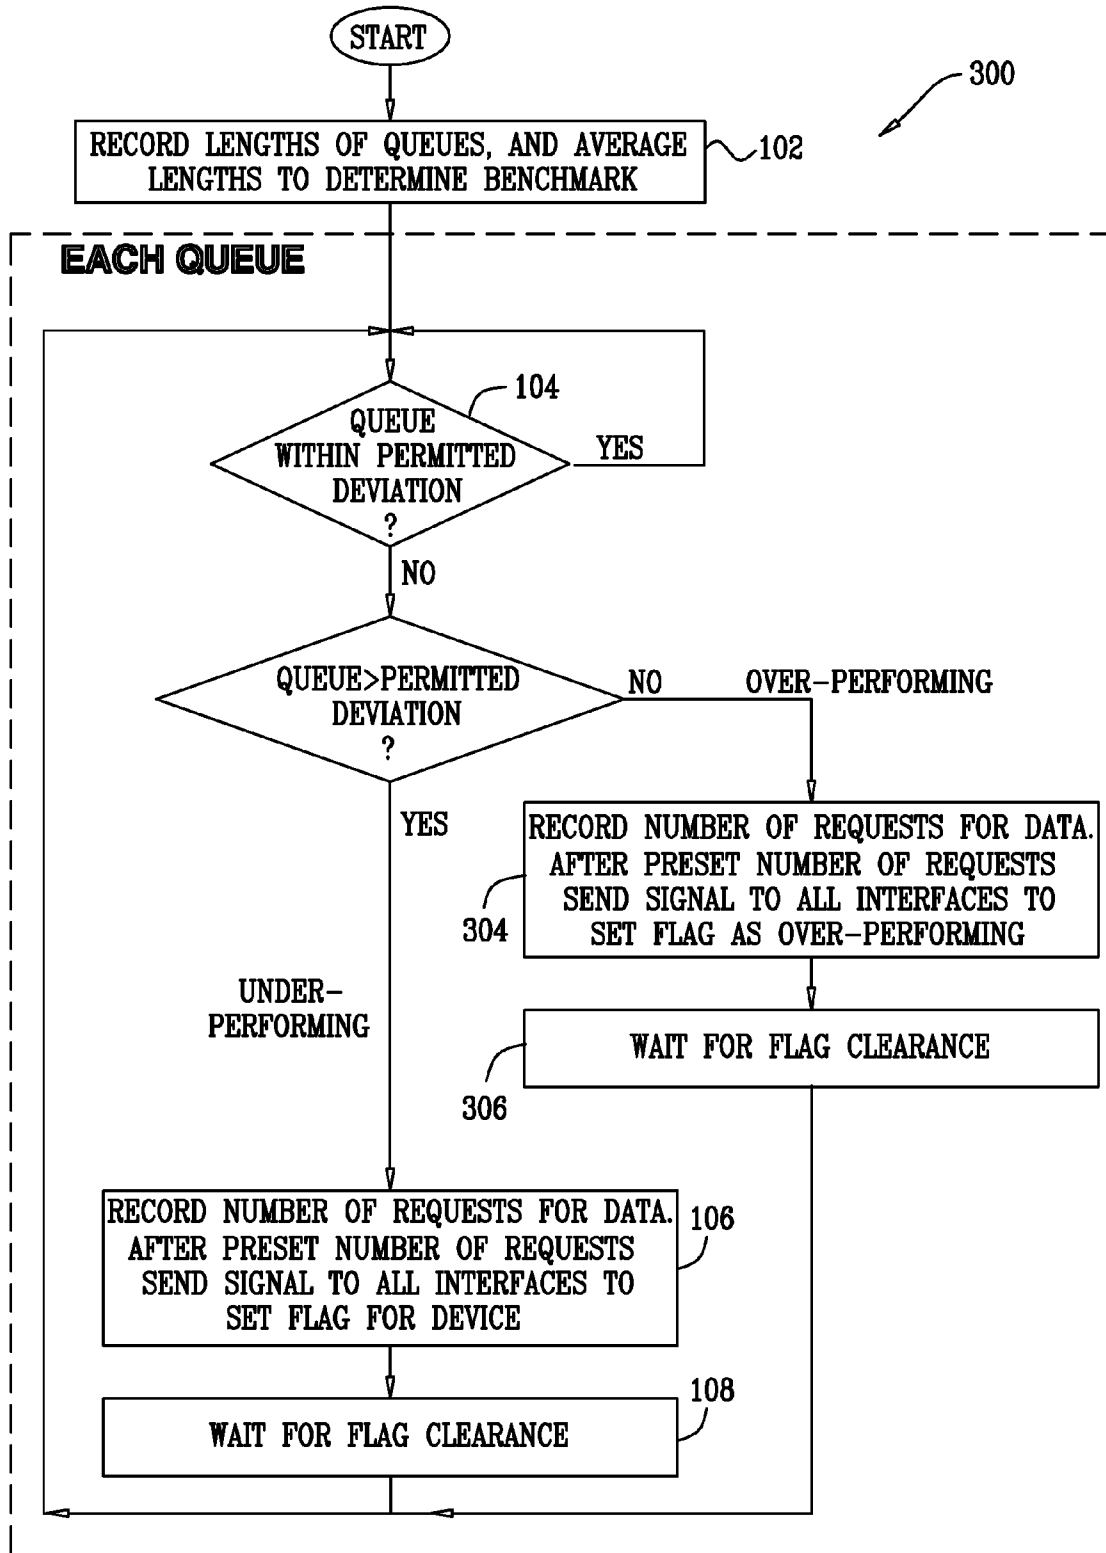 START
300
RECORD LENGTHS OF QUEUES, AND AVERAGE
LENGTHS TO DETERMINE BENCHMARK
102
EACH QUEUE
104
QUEUE
WITHIN PERMITTED
DEVIATION
?
YES
NO
QUEUE>PERMITTED
DEVIATION
?
NO
OVER-PERFORMING
YES
RECORD NUMBER OF REQUESTS FOR DATA.
AFTER PRESET NUMBER OF REQUESTS
SEND SIGNAL TO ALL INTERFACES TO
SET FLAG AS OVER-PERFORMING
304
UNDER-
PERFORMING
WAIT FOR FLAG CLEARANCE
306
RECORD NUMBER OF REQUESTS FOR DATA.
AFTER PRESET NUMBER OF REQUESTS
SEND SIGNAL TO ALL INTERFACES TO
SET FLAG FOR DEVICE
106
WAIT FOR FLAG CLEARANCE
108